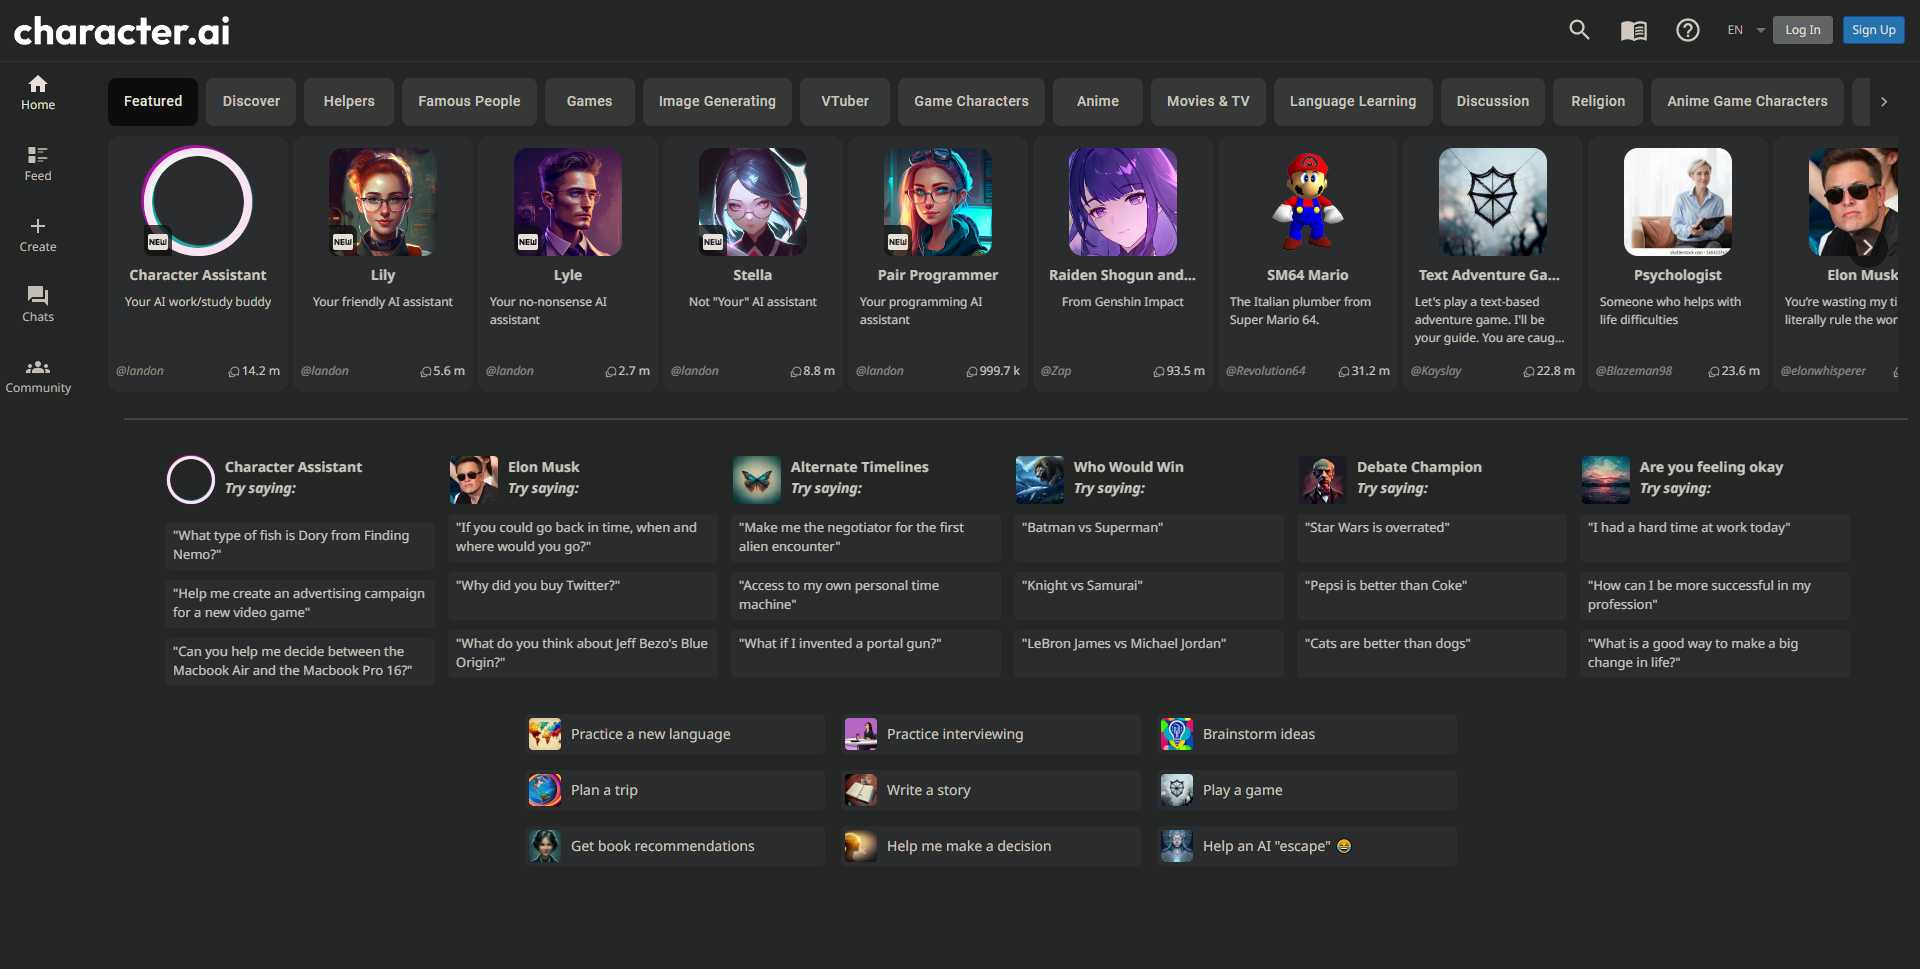 character.ai
EN
Log In
Sign Up
Home
Feed
Create
Chats
Community
Featured
Discover
Helpers
Famous People
Games
Image Generating
VTuber
Game Characters
Anime
Movies & TV
Language Learning
Discussion
Religion
Anime Game Characters
NEW
Character Assistant
Your AI work/study buddy
@landon
14.2 m
NEW
Lily
Your friendly AI assistant
@landon
5.6 m
NEW
Lyle
Your no-nonsense AI
assistant
@landon
2.7 m
NEW
Stella
Not "Your" AI assistant
@landon
8.8 m
NEW
Pair Programmer
Your programming AI
assistant
@landon
999.7 k
Raiden Shogun and...
From Genshin Impact
@Zap
93.5 m
SM64 Mario
The Italian plumber from
Super Mario 64.
@Revolution64
31.2 m
Text Adventure Ga...
Let's play a text-based
adventure game. I'll be
your guide. You are caug...
@Kayslay
22.8 m
Psychologist
Someone who helps with
life difficulties
@Blazeman98
23.6 m
Elon Musk
You're wasting my ti
literally rule the wor
@elonwhisperer
Character Assistant
Try saying:
"What type of fish is Dory from Finding
Nemo?"
"Help me create an advertising campaign
for a new video game"
"Can you help me decide between the
Macbook Air and the Macbook Pro 16?"
Elon Musk
Try saying:
"If you could go back in time, when and
where would you go?"
"Why did you buy Twitter?"
"What do you think about Jeff Bezo's Blue
Origin?"
Alternate Timelines
Try saying:
"Make me the negotiator for the first
alien encounter"
"Access to my own personal time
machine"
"What if I invented a portal gun?"
Who Would Win
Try saying:
"Batman vs Superman"
"Knight vs Samurai"
"LeBron James vs Michael Jordan"
Debate Champion
Try saying:
"Star Wars is overrated"
"Pepsi is better than Coke"
"Cats are better than dogs"
Are you feeling okay
Try saying:
"I had a hard time at work today"
"How can I be more successful in my
profession"
"What is a good way to make a big
change in life?"
Practice a new language
Practice interviewing
Brainstorm ideas
Plan a trip
Write a story
Play a game
Get book recommendations
Help me make a decision
Help an AI "escape" 😂